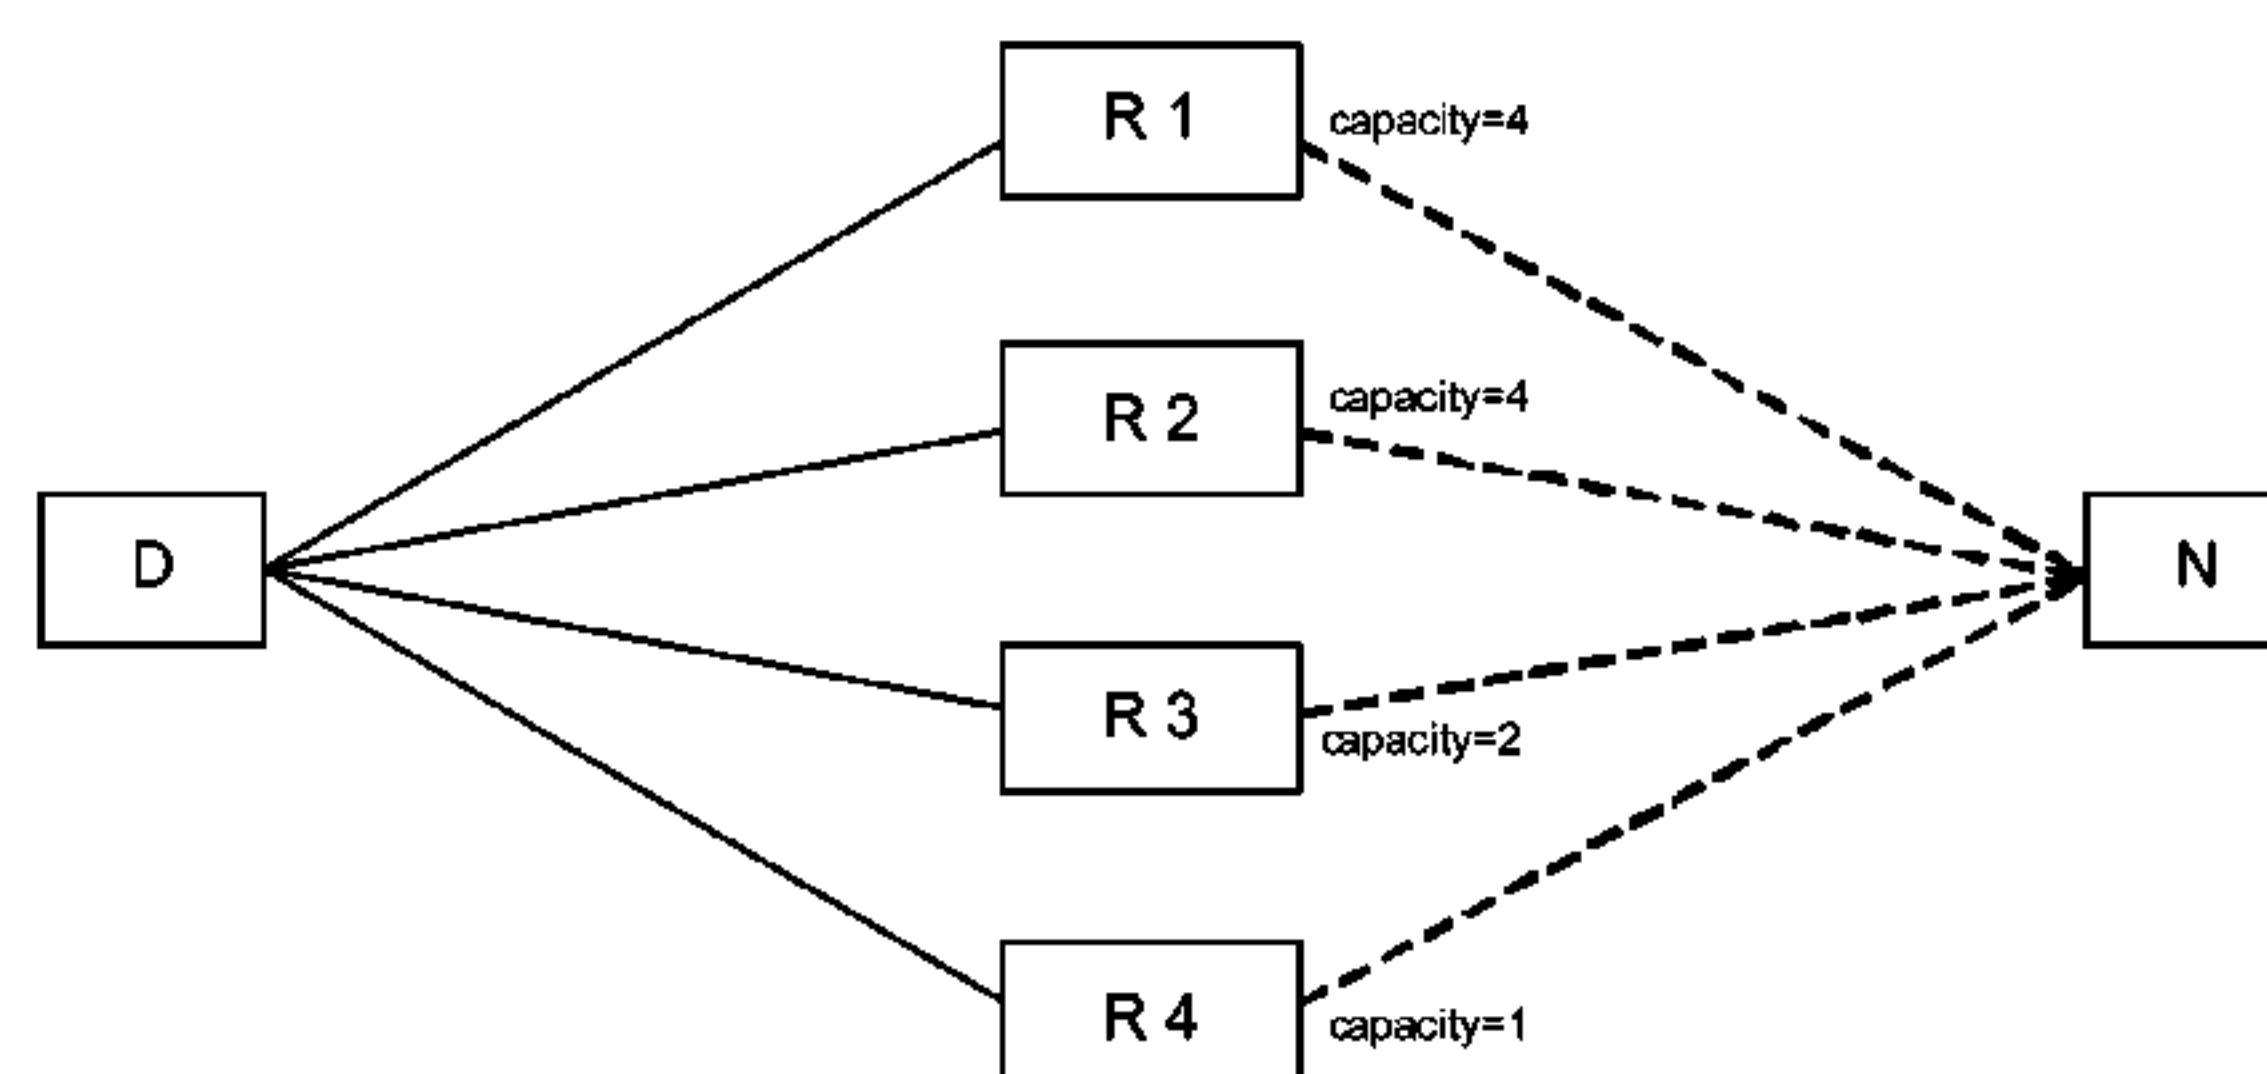 R 1
capacity=4
capacity=4
R 2
D
N
R 3
capacity=2
R 4
capacity=1